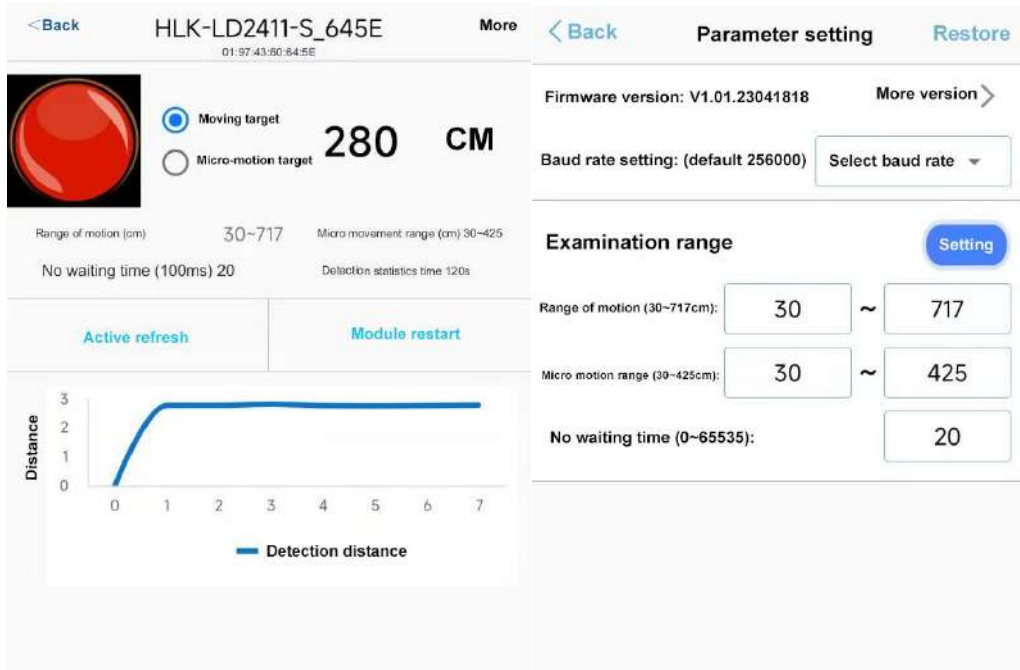 <Back HLK-LD2411-S_645E More
01:97:43:60:64:5E
Moving target
Micro-motion target
280 CM
Range of motion (cm) 30~717 Micro movement range (cm) 30~425
No waiting time (100ms) 20 Detection statistics time 120s
Active refresh Module restart
3
2
1
0
Distance
0 1 2 3 4 5 6 7
Detection distance
< Back Parameter setting Restore
Firmware version: V1.01.23041818 More version >
Baud rate setting: (default 256000) Select baud rate
Examination range Setting
Range of motion (30~717cm): 30 ~ 717
Micro motion range (30~425cm): 30 ~ 425
No waiting time (0~65535): 20